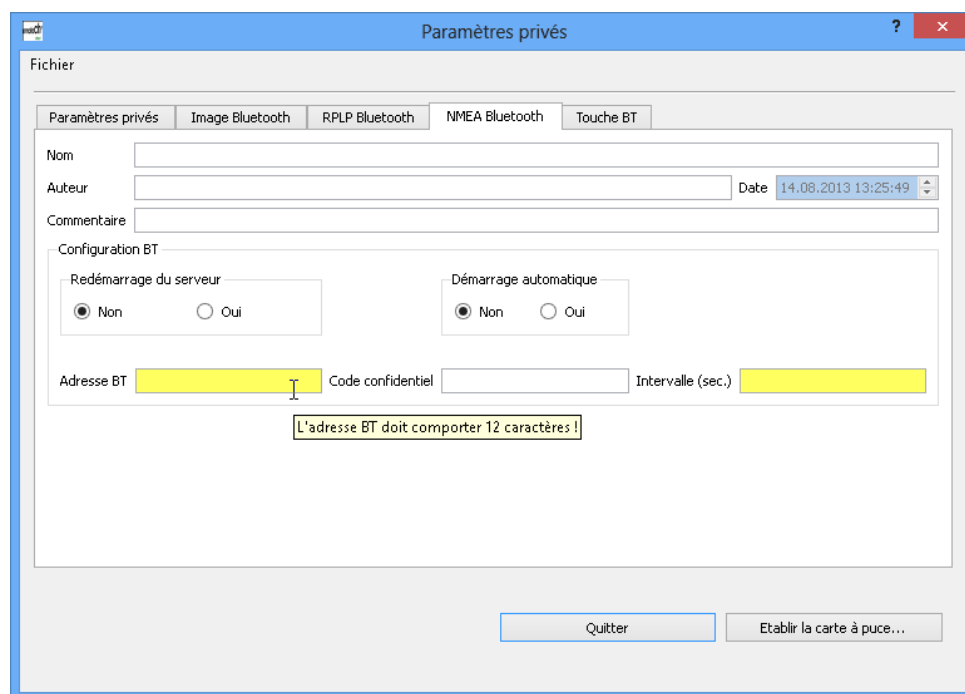 Paramètres privés
?
Fichier
Paramètres privés Image Bluetooth RPLP Bluetooth NMEA Bluetooth Touche BT
Nom
Auteur Date 14.08.2013 13:25:49
Commentaire
Configuration BT
Redémarrage du serveur Démarrage automatique
Non Oui Non Oui
Adresse BT Code confidentiel Intervalle (sec.)
L'adresse BT doit comporter 12 caractères !
Quitter Etablir la carte à puce...